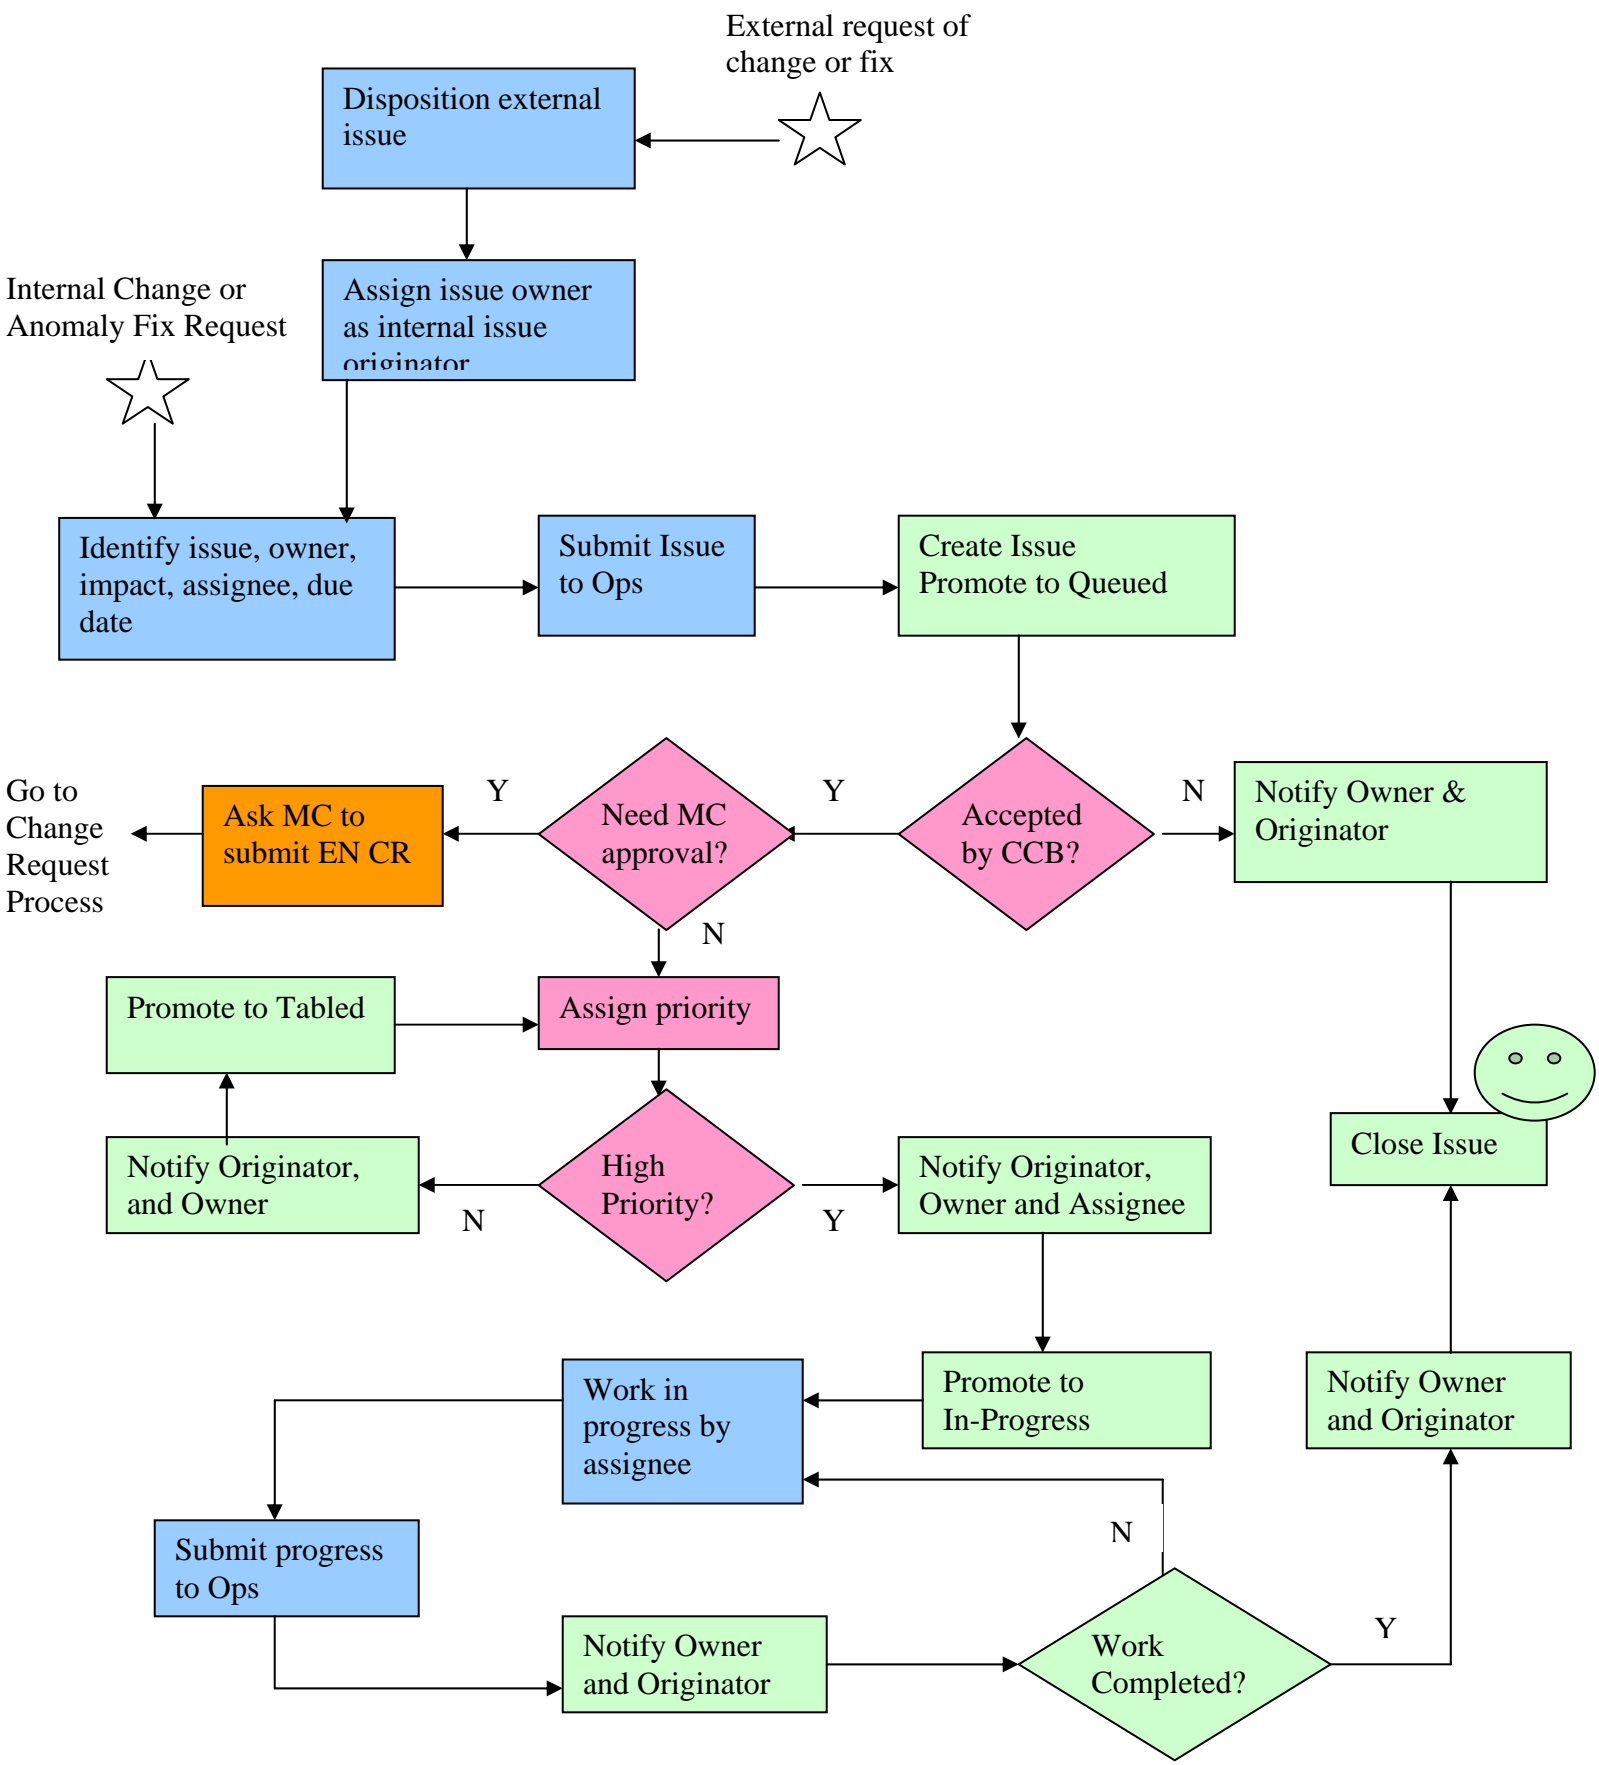 External request of
change or fix
Disposition external
issue
Internal Change or
Anomaly Fix Request
Assign issue owner
as internal issue
originator
Identify issue, owner,
impact, assignee, due
date
Submit Issue
to Ops
Create Issue
Promote to Queued
Go to
Change
Request
Process
Ask MC to
submit EN CR
Y
Need MC
approval?
Y
Accepted
by CCB?
N
Notify Owner &
Originator
N
Promote to Tabled
Assign priority
Notify Originator,
and Owner
N
High
Priority?
Y
Notify Originator,
Owner and Assignee
Close Issue
Work in
progress by
assignee
Promote to
In-Progress
Notify Owner
and Originator
Submit progress
to Ops
N
Notify Owner
and Originator
Work
Completed?
Y